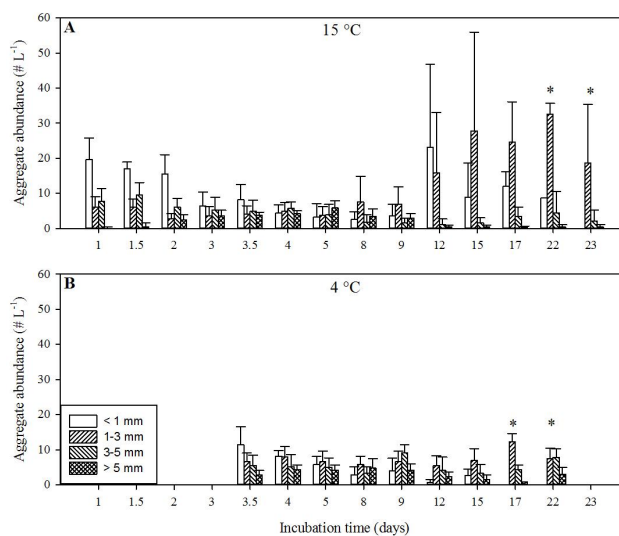 A
15 °C
Aggregate abundance (# L-1)
60
50
40
30
20
10
0
* *
1 1.5 2 3 3.5 4 5 8 9 12 15 17 22 23
B
4 °C
Aggregate abundance (# L-1)
60
50
40
30
20
10
0
* *
< 1 mm
1-3 mm
3-5 mm
> 5 mm
1 1.5 2 3 3.5 4 5 8 9 12 15 17 22 23
Incubation time (days)